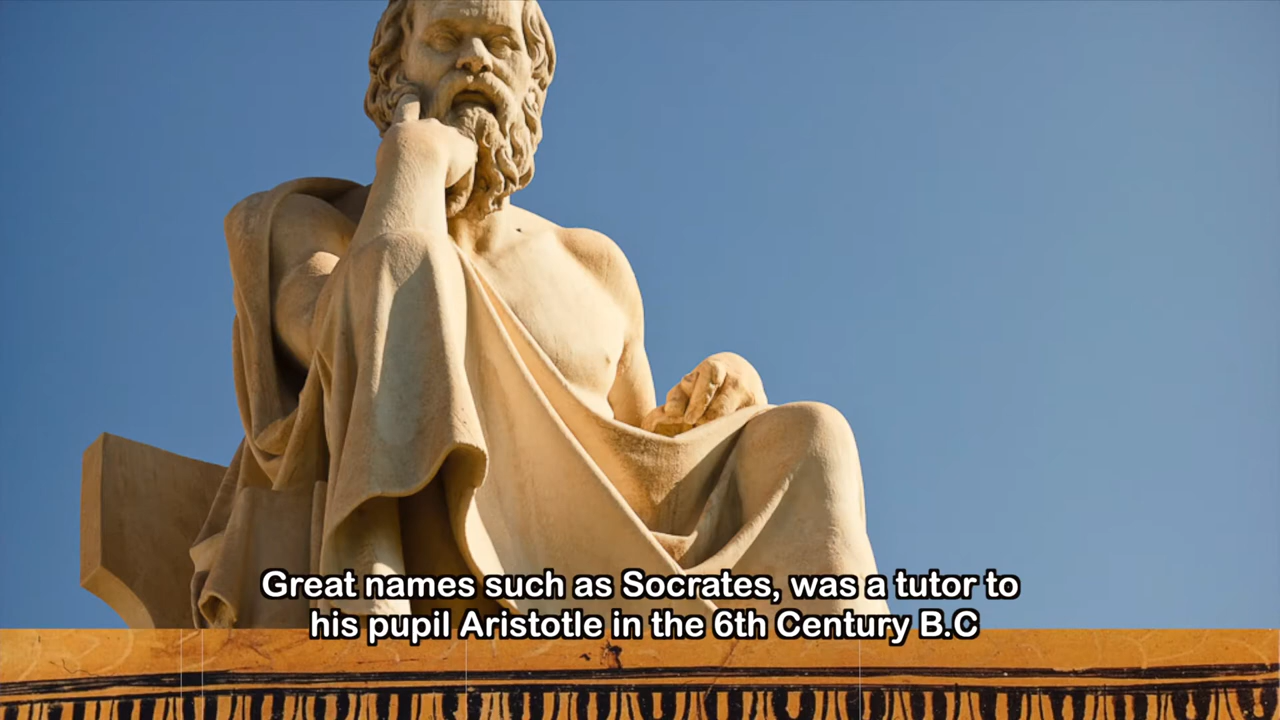 Great names such as Socrates, was a tutor to
his pupil Aristotle in the 6th Century B.C